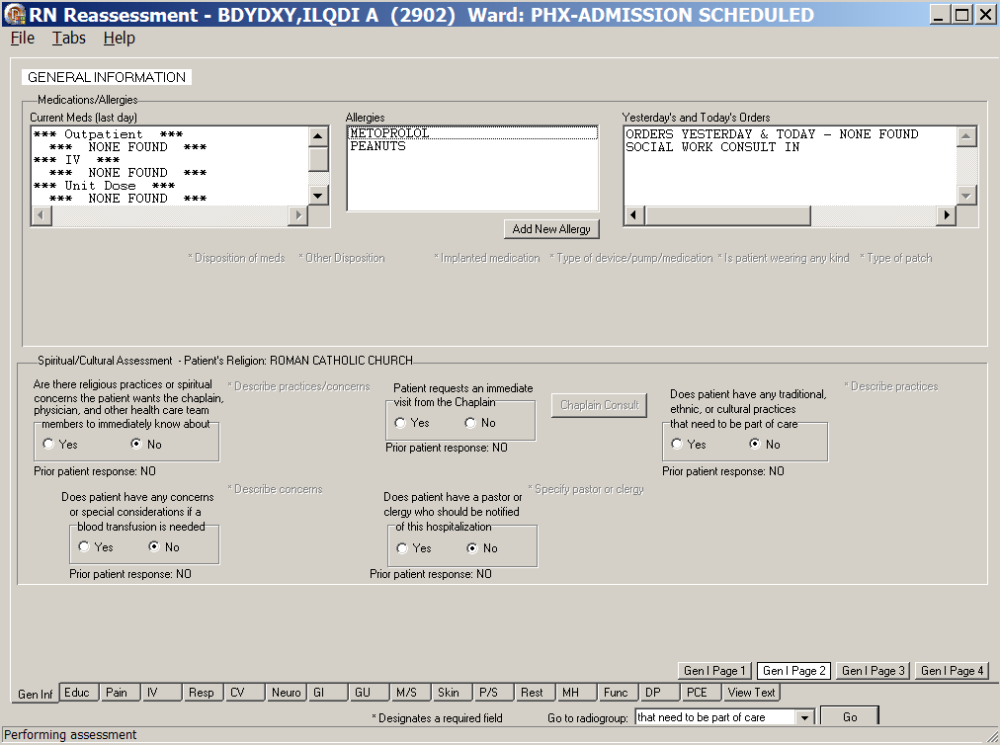 RN Reassessment - BDYDXY,ILQDI A (2902) Ward: PHX-ADMISSION SCHEDULED
File Tabs Help
GENERAL INFORMATION
Medications/Allergies
Current Meds (last day)
*** Outpatient ***
*** NONE FOUND ***
*** IV ***
*** NONE FOUND ***
*** Unit Dose ***
*** NONE FOUND ***
Allergies
METOPROLOL
PEANUTS
Add New Allergy
Yesterday's and Today's Orders
ORDERS YESTERDAY & TODAY - NONE FOUND
SOCIAL WORK CONSULT IN
* Disposition of meds * Other Disposition * Implanted medication * Type of device/pump/medication * Is patient wearing any kind * Type of patch
Spiritual/Cultural Assessment - Patient's Religion: ROMAN CATHOLIC CHURCH
Are there religious practices or spiritual
concerns the patient wants the chaplain,
physician, and other health care team
members to immediately know about
Yes No
Prior patient response: NO
* Describe practices/concerns
Patient requests an immediate
visit from the Chaplain
Yes No
Prior patient response: NO
Chaplain Consult
Does patient have any traditional,
ethnic, or cultural practices
that need to be part of care
Yes No
Prior patient response: NO
* Describe practices
Does patient have any concerns
or special considerations if a
blood transfusion is needed
Yes No
Prior patient response: NO
* Describe concerns
Does patient have a pastor or
clergy who should be notified
of this hospitalization
Yes No
Prior patient response: NO
* Specify pastor or clergy
Gen I Page 1 Gen I Page 2 Gen I Page 3 Gen I Page 4
Gen Inf Educ Pain IV Resp CV Neuro GI GU M/S Skin P/S Rest MH Func DP PCE View Text
* Designates a required field Go to radiogroup: that need to be part of care Go
Performing assessment